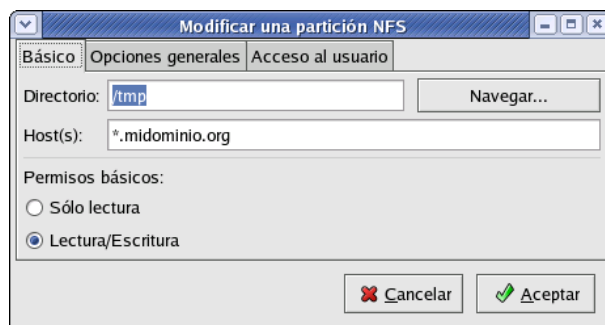 Modificar una partición NFS
Básico Opciones generales Acceso al usuario
Directorio: /tmp Navegar...
Host(s): *.midominio.org
Permisos básicos:
Sólo lectura
Lectura/Escritura
Cancelar Aceptar